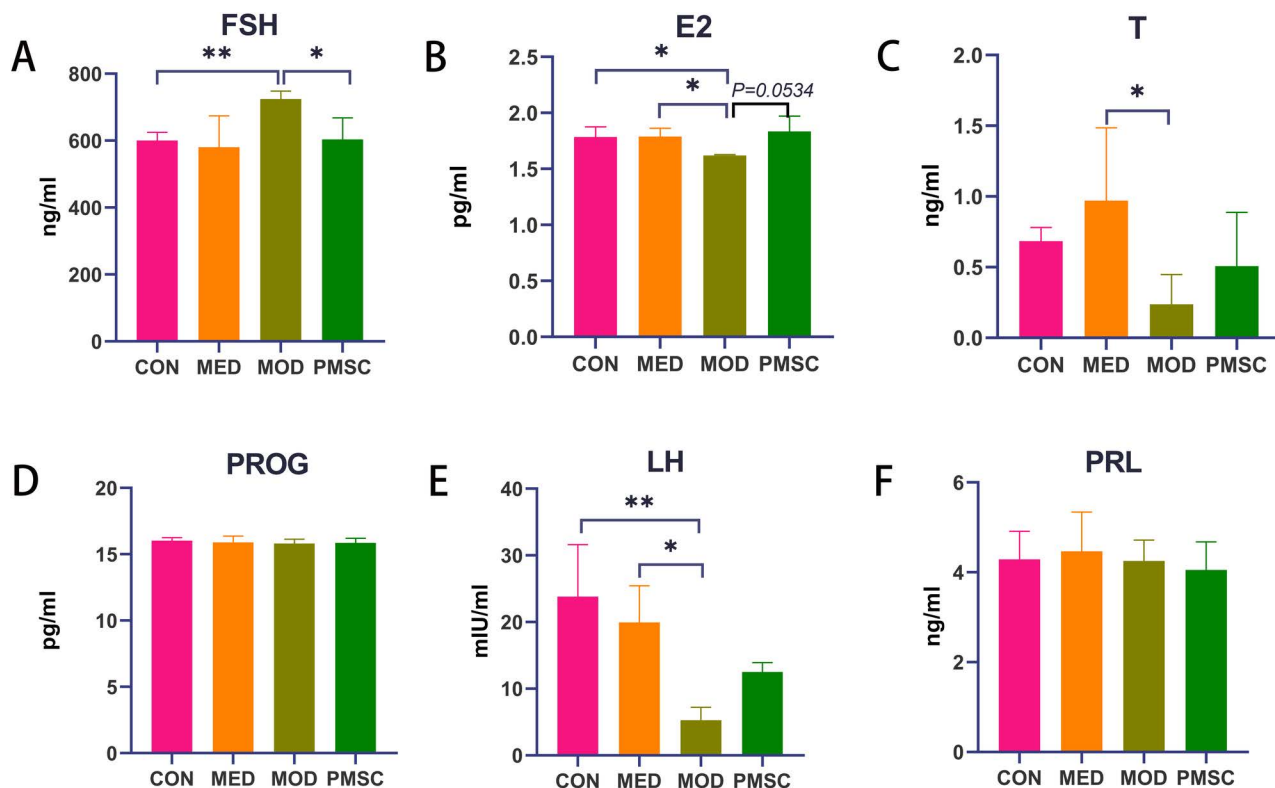 A
FSH
** *
ng/ml
800
600
400
200
0
CON MED MOD PMSC
B
E2
*
*
P=0.0534
pg/ml
2.5
2.0
1.5
1.0
0.5
0.0
CON MED MOD PMSC
C
T
*
ng/ml
2.0
1.5
1.0
0.5
0.0
CON MED MOD PMSC
D
PROG
pg/ml
20
15
10
5
0
CON MED MOD PMSC
E
LH
**
*
mIU/ml
40
30
20
10
0
CON MED MOD PMSC
F
PRL
ng/ml
6
4
2
0
CON MED MOD PMSC